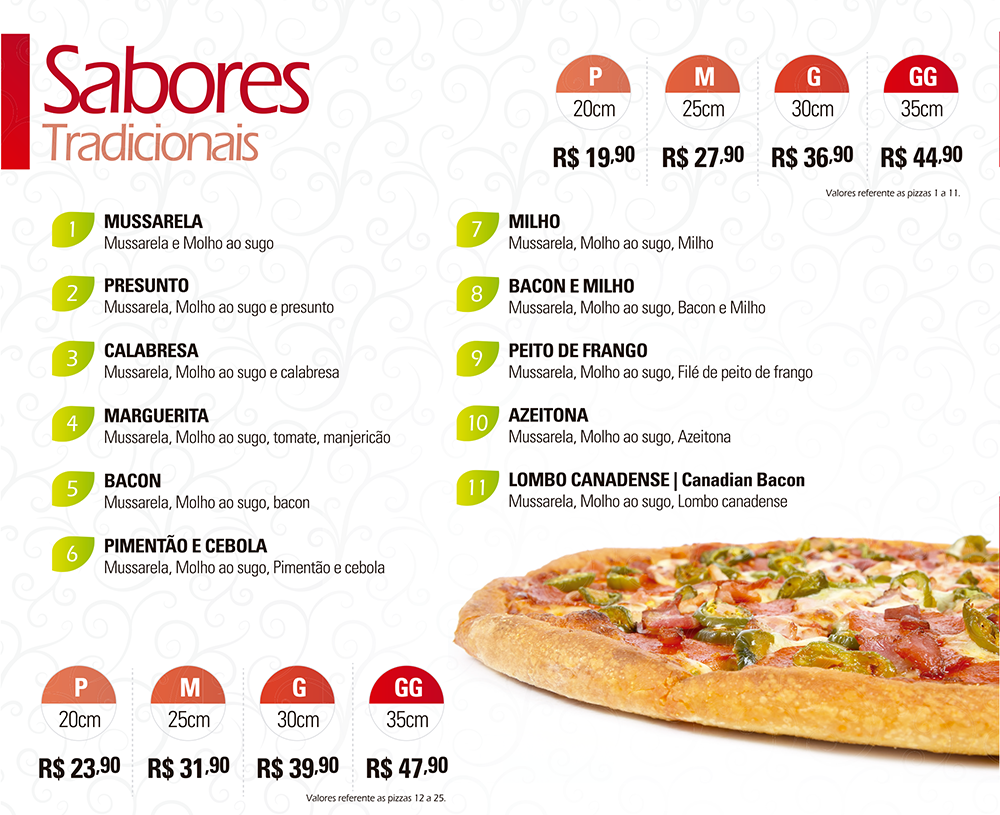 Sabores
Tradicionais
P M G GG
20cm 25cm 30cm 35cm
R$ 19,90 R$ 27,90 R$ 36,90 R$ 44,90
Valores referente as pizzas 1 a 11.
1 MUSSARELA
Mussarela e Molho ao sugo
2 PRESUNTO
Mussarela, Molho ao sugo e presunto
3 CALABRESA
Mussarela, Molho ao sugo e calabresa
4 MARGUERITA
Mussarela, Molho ao sugo, tomate, manjericão
5 BACON
Mussarela, Molho ao sugo, bacon
6 PIMENTÃO E CEBOLA
Mussarela, Molho ao sugo, Pimentão e cebola
7 MILHO
Mussarela, Molho ao sugo, Milho
8 BACON E MILHO
Mussarela, Molho ao sugo, Bacon e Milho
9 PEITO DE FRANGO
Mussarela, Molho ao sugo, Filé de peito de frango
10 AZEITONA
Mussarela, Molho ao sugo, Azeitona
11 LOMBO CANADENSE | Canadian Bacon
Mussarela, Molho ao sugo, Lombo canadense
P M G GG
20cm 25cm 30cm 35cm
R$ 23,90 R$ 31,90 R$ 39,90 R$ 47,90
Valores referente as pizzas 12 a 25.